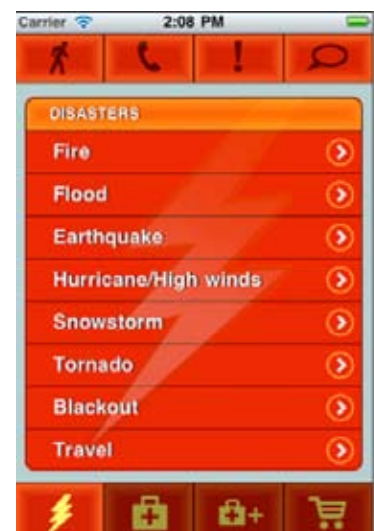 Carrier 2:08 PM
!
DISASTERS
Fire
Flood
Earthquake
Hurricane/High winds
Snowstorm
Tornado
Blackout
Travel
+